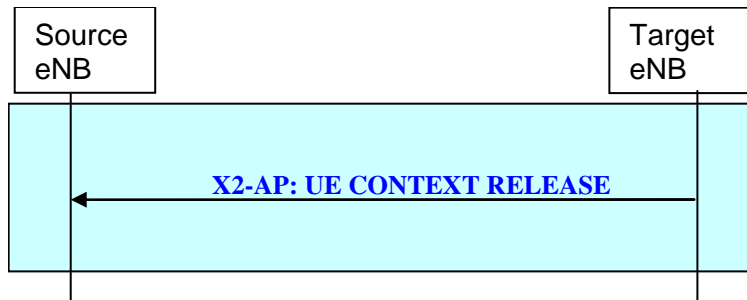 Source
eNB
Target
eNB
X2-AP: UE CONTEXT RELEASE